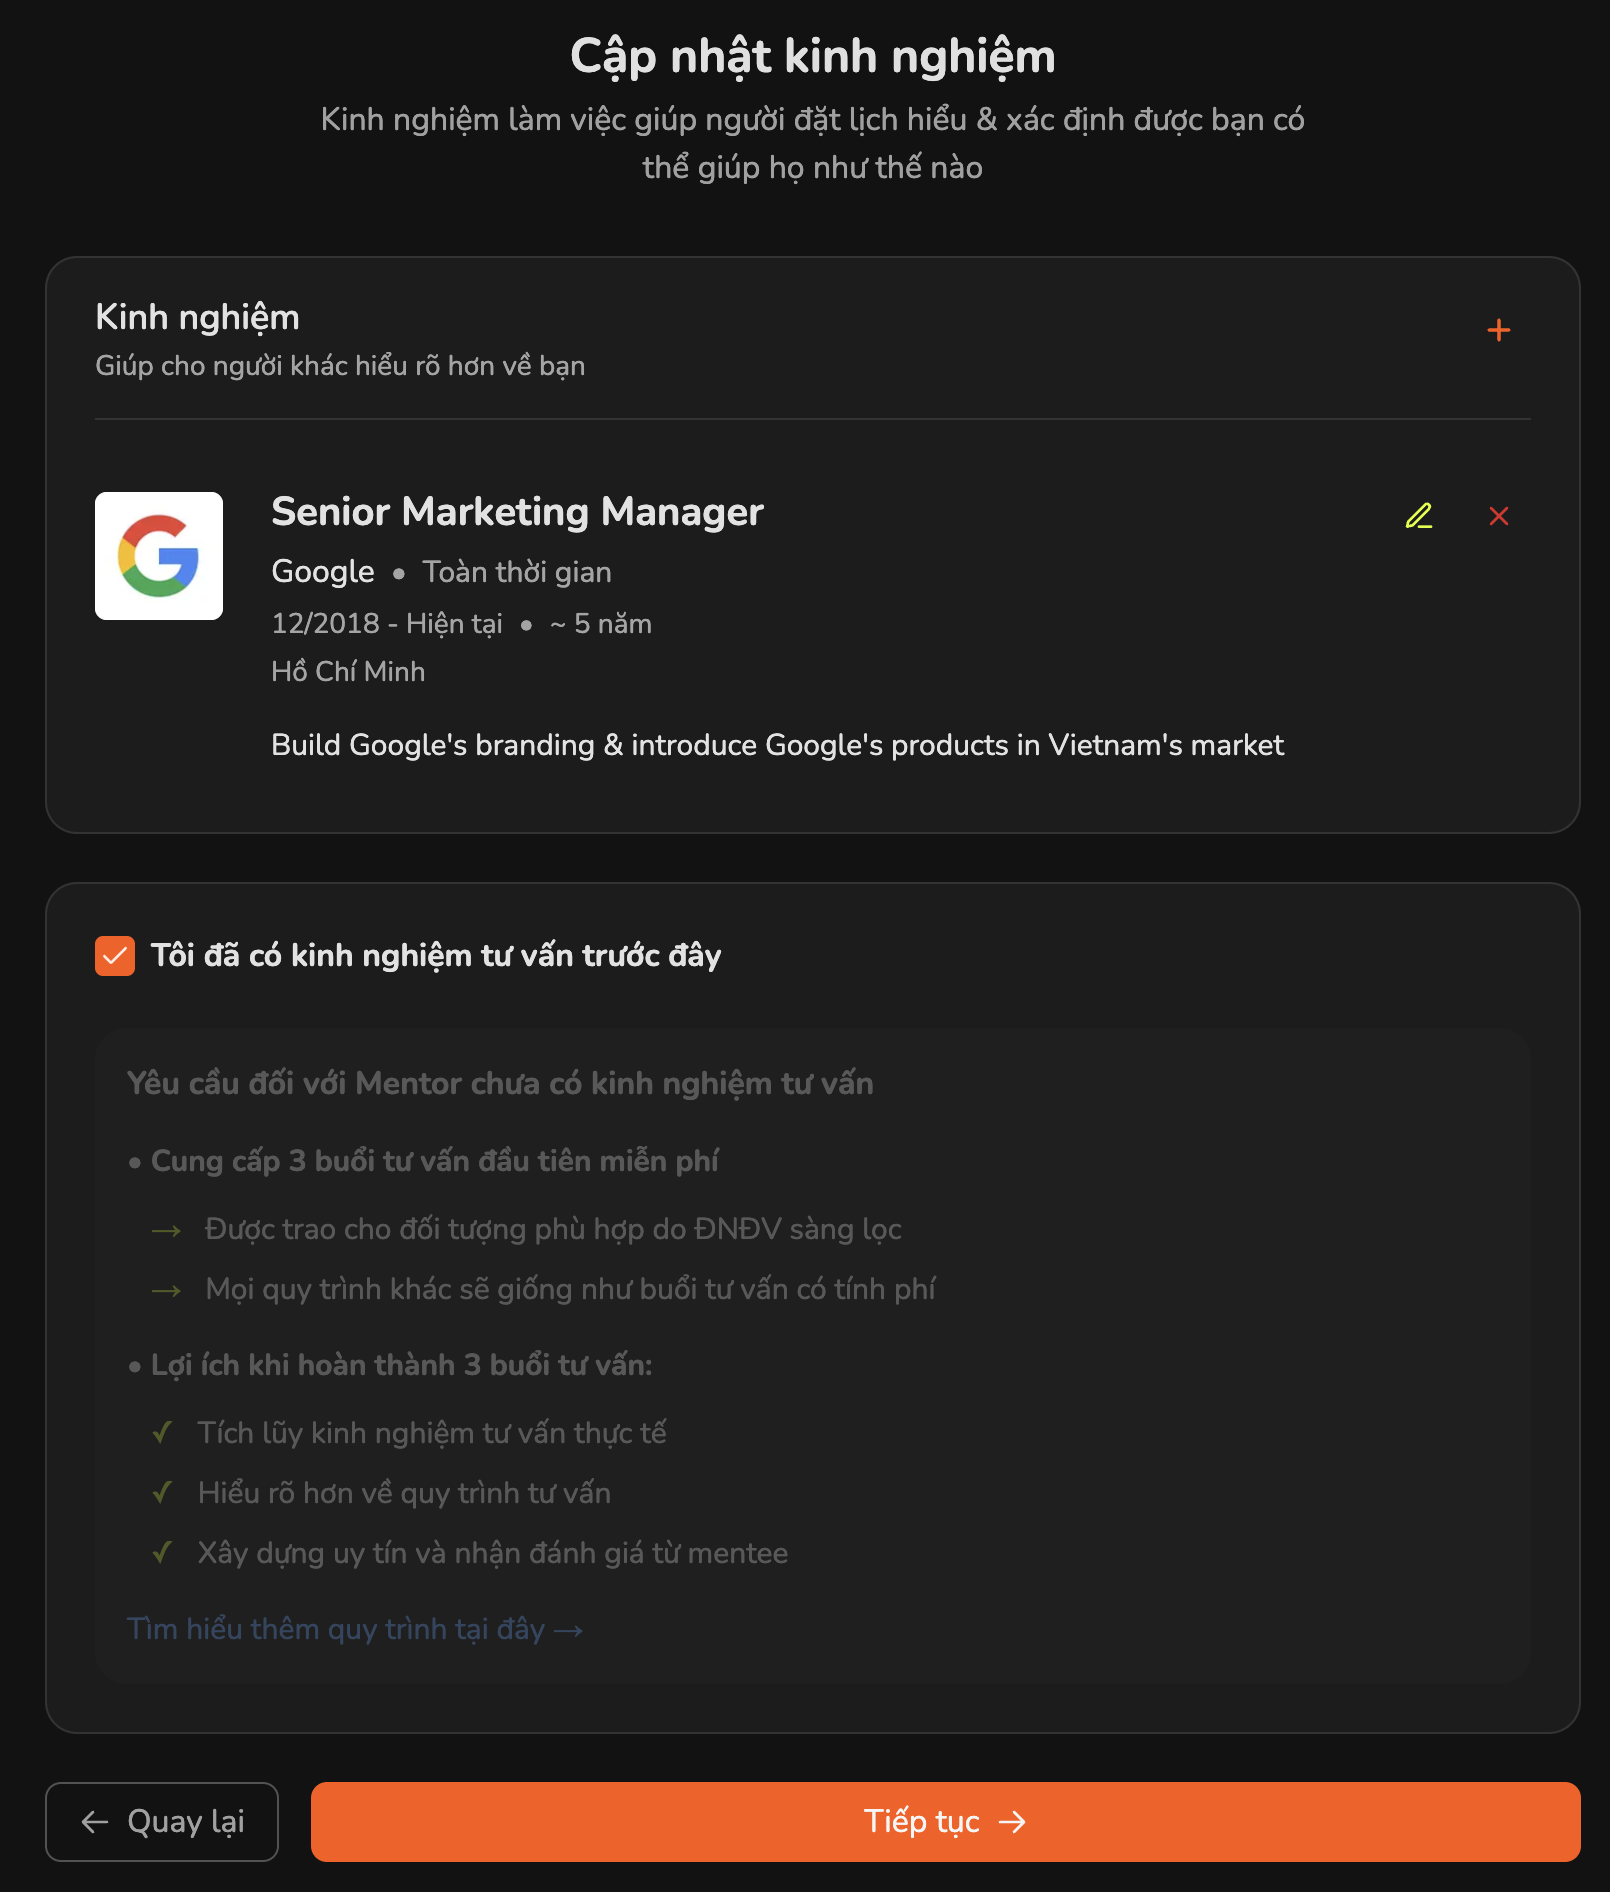 Cập nhật kinh nghiệm
Kinh nghiệm làm việc giúp người đặt lịch hiểu & xác định được bạn có
thể giúp họ như thế nào
Kinh nghiệm
Giúp cho người khác hiểu rõ hơn về bạn
Senior Marketing Manager
Google • Toàn thời gian
12/2018 - Hiện tại • ~ 5 năm
Hồ Chí Minh
Build Google's branding & introduce Google's products in Vietnam's market
Tôi đã có kinh nghiệm tư vấn trước đây
Yêu cầu đối với Mentor chưa có kinh nghiệm tư vấn
• Cung cấp 3 buổi tư vấn đầu tiên miễn phí
→ Được trao cho đối tượng phù hợp do ĐNĐV sàng lọc
→ Mọi quy trình khác sẽ giống như buổi tư vấn có tính phí
• Lợi ích khi hoàn thành 3 buổi tư vấn:
✓ Tích lũy kinh nghiệm tư vấn thực tế
✓ Hiểu rõ hơn về quy trình tư vấn
✓ Xây dựng uy tín và nhận đánh giá từ mentee
Tìm hiểu thêm quy trình tại đây →
← Quay lại
Tiếp tục →